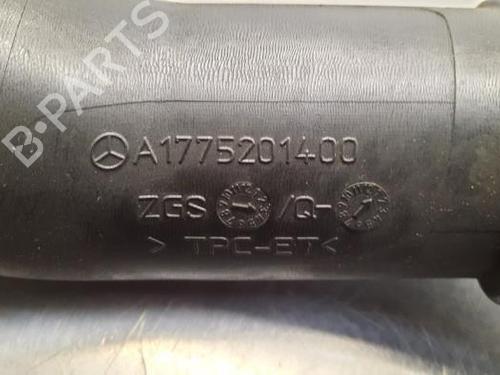 B-PARTS
A1775201400
ZGS /Q-
> TPC-ET <